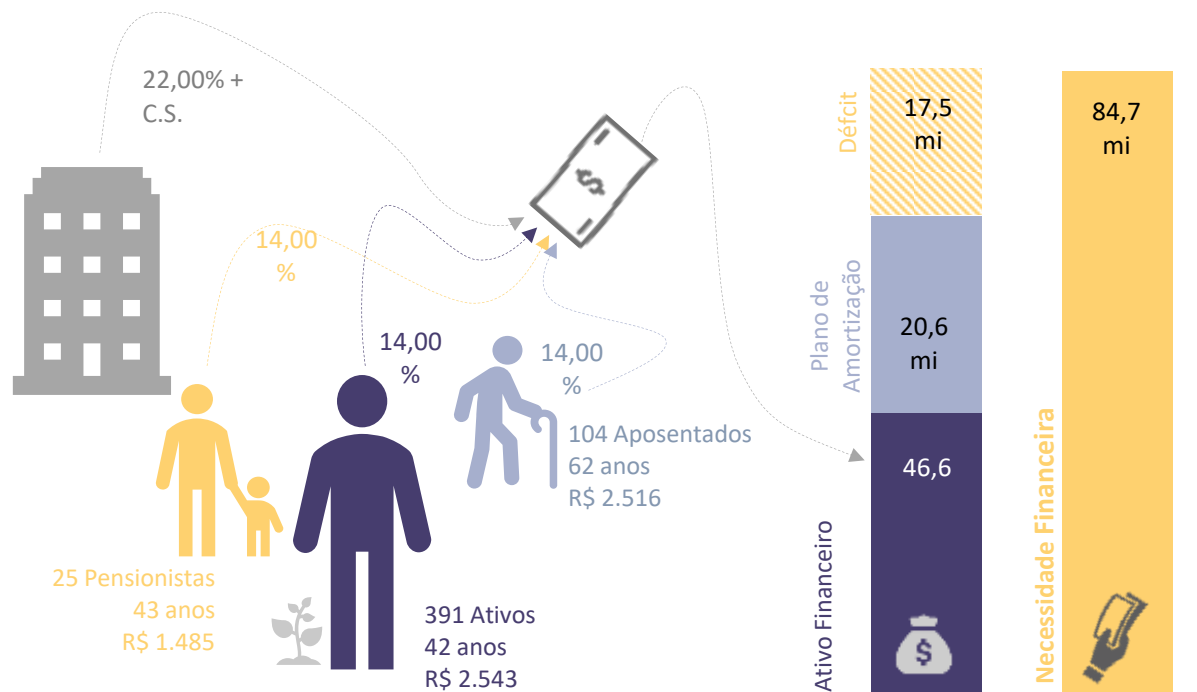 22,00% +
C.S.
14,00
%
14,00
%
14,00
%
$
104 Aposentados
62 anos
R$ 2.516
25 Pensionistas
43 anos
R$ 1.485
391 Ativos
42 anos
R$ 2.543
Défcit
17,5
mi
Plano de
Amortização
20,6
mi
Ativo Financeiro
46,6
$
Necessidade Financeira
84,7
mi